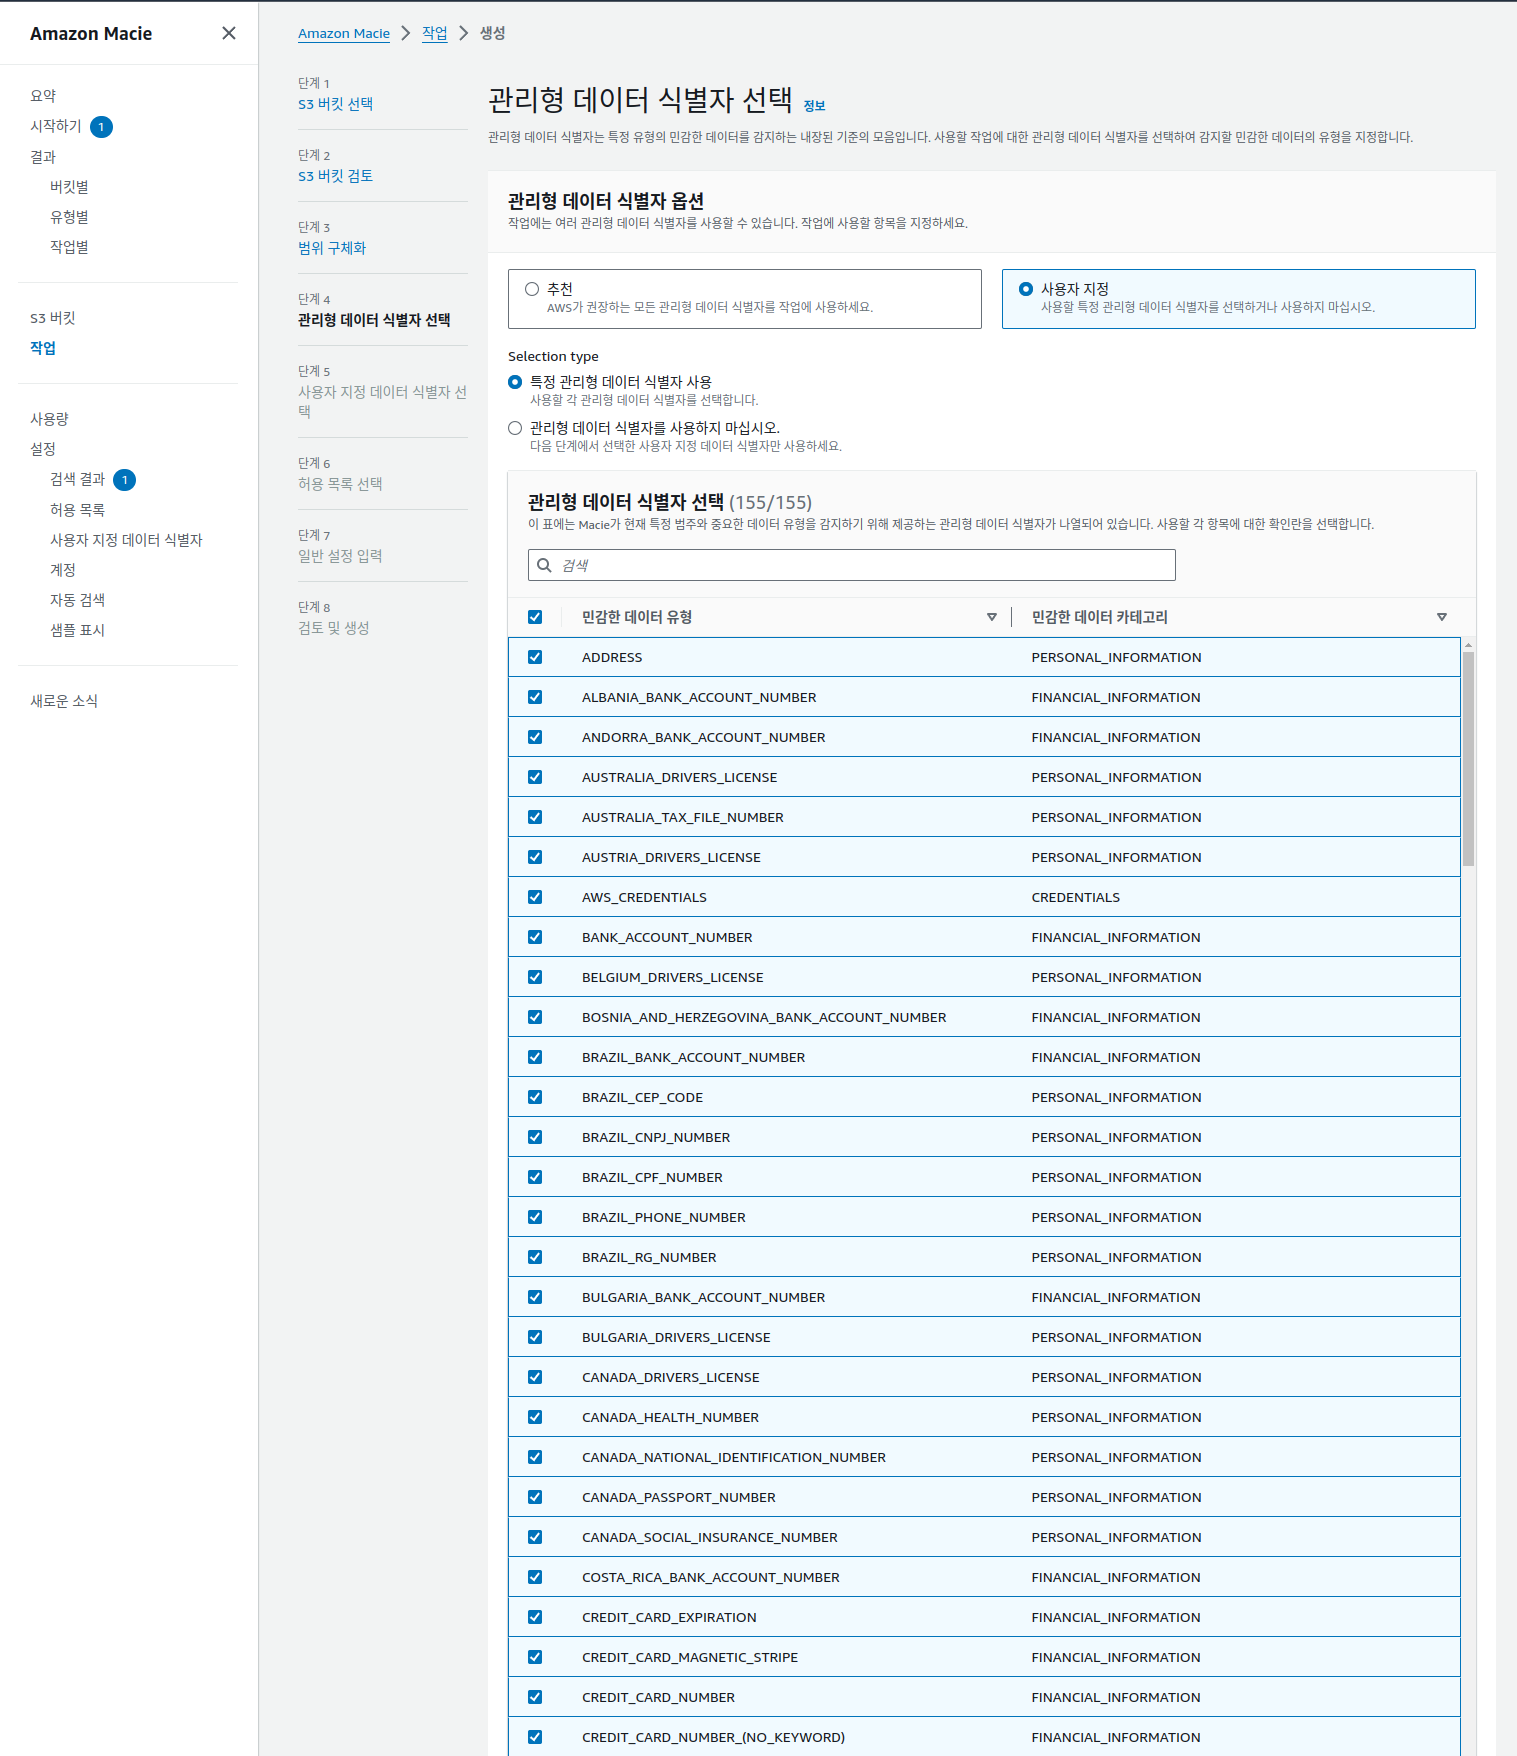 Amazon Macie
요약
시작하기 1
결과
버킷별
유형별
작업별
S3 버킷
작업
사용량
설정
검색 결과 1
허용 목록
사용자 지정 데이터 식별자
계정
자동 검색
샘플 표시
새로운 소식
Amazon Macie > 작업 > 생성
단계 1
S3 버킷 선택
단계 2
S3 버킷 검토
단계 3
범위 구체화
단계 4
관리형 데이터 식별자 선택
단계 5
사용자 지정 데이터 식별자 선
택
단계 6
허용 목록 선택
단계 7
일반 설정 입력
단계 8
검토 및 생성
관리형 데이터 식별자 선택 정보
관리형 데이터 식별자는 특정 유형의 민감한 데이터를 감지하는 내장된 기준의 모음입니다. 사용할 작업에 대한 관리형 데이터 식별자를 선택하여 감지할 민감한 데이터의 유형을 지정합니다.
관리형 데이터 식별자 옵션
작업에는 여러 관리형 데이터 식별자를 사용할 수 있습니다. 작업에 사용할 항목을 지정하세요.
추천
AWS가 권장하는 모든 관리형 데이터 식별자를 작업에 사용하세요.
사용자 지정
사용할 특정 관리형 데이터 식별자를 선택하거나 사용하지 마십시오.
Selection type
특정 관리형 데이터 식별자 사용
사용할 각 관리형 데이터 식별자를 선택합니다.
관리형 데이터 식별자를 사용하지 마십시오.
다음 단계에서 선택한 사용자 지정 데이터 식별자만 사용하세요.
관리형 데이터 식별자 선택 (155/155)
이 표에는 Macie가 현재 특정 범주와 중요한 데이터 유형을 감지하기 위해 제공하는 관리형 데이터 식별자가 나열되어 있습니다. 사용할 각 항목에 대한 확인란을 선택합니다.
검색
민감한 데이터 유형 민감한 데이터 카테고리
ADDRESS PERSONAL_INFORMATION
ALBANIA_BANK_ACCOUNT_NUMBER FINANCIAL_INFORMATION
ANDORRA_BANK_ACCOUNT_NUMBER FINANCIAL_INFORMATION
AUSTRALIA_DRIVERS_LICENSE PERSONAL_INFORMATION
AUSTRALIA_TAX_FILE_NUMBER PERSONAL_INFORMATION
AUSTRIA_DRIVERS_LICENSE PERSONAL_INFORMATION
AWS_CREDENTIALS CREDENTIALS
BANK_ACCOUNT_NUMBER FINANCIAL_INFORMATION
BELGIUM_DRIVERS_LICENSE PERSONAL_INFORMATION
BOSNIA_AND_HERZEGOVINA_BANK_ACCOUNT_NUMBER FINANCIAL_INFORMATION
BRAZIL_BANK_ACCOUNT_NUMBER FINANCIAL_INFORMATION
BRAZIL_CEP_CODE PERSONAL_INFORMATION
BRAZIL_CNPJ_NUMBER PERSONAL_INFORMATION
BRAZIL_CPF_NUMBER PERSONAL_INFORMATION
BRAZIL_PHONE_NUMBER PERSONAL_INFORMATION
BRAZIL_RG_NUMBER PERSONAL_INFORMATION
BULGARIA_BANK_ACCOUNT_NUMBER FINANCIAL_INFORMATION
BULGARIA_DRIVERS_LICENSE PERSONAL_INFORMATION
CANADA_DRIVERS_LICENSE PERSONAL_INFORMATION
CANADA_HEALTH_NUMBER PERSONAL_INFORMATION
CANADA_NATIONAL_IDENTIFICATION_NUMBER PERSONAL_INFORMATION
CANADA_PASSPORT_NUMBER PERSONAL_INFORMATION
CANADA_SOCIAL_INSURANCE_NUMBER PERSONAL_INFORMATION
COSTA_RICA_BANK_ACCOUNT_NUMBER FINANCIAL_INFORMATION
CREDIT_CARD_EXPIRATION FINANCIAL_INFORMATION
CREDIT_CARD_MAGNETIC_STRIPE FINANCIAL_INFORMATION
CREDIT_CARD_NUMBER FINANCIAL_INFORMATION
CREDIT_CARD_NUMBER_(NO_KEYWORD) FINANCIAL_INFORMATION